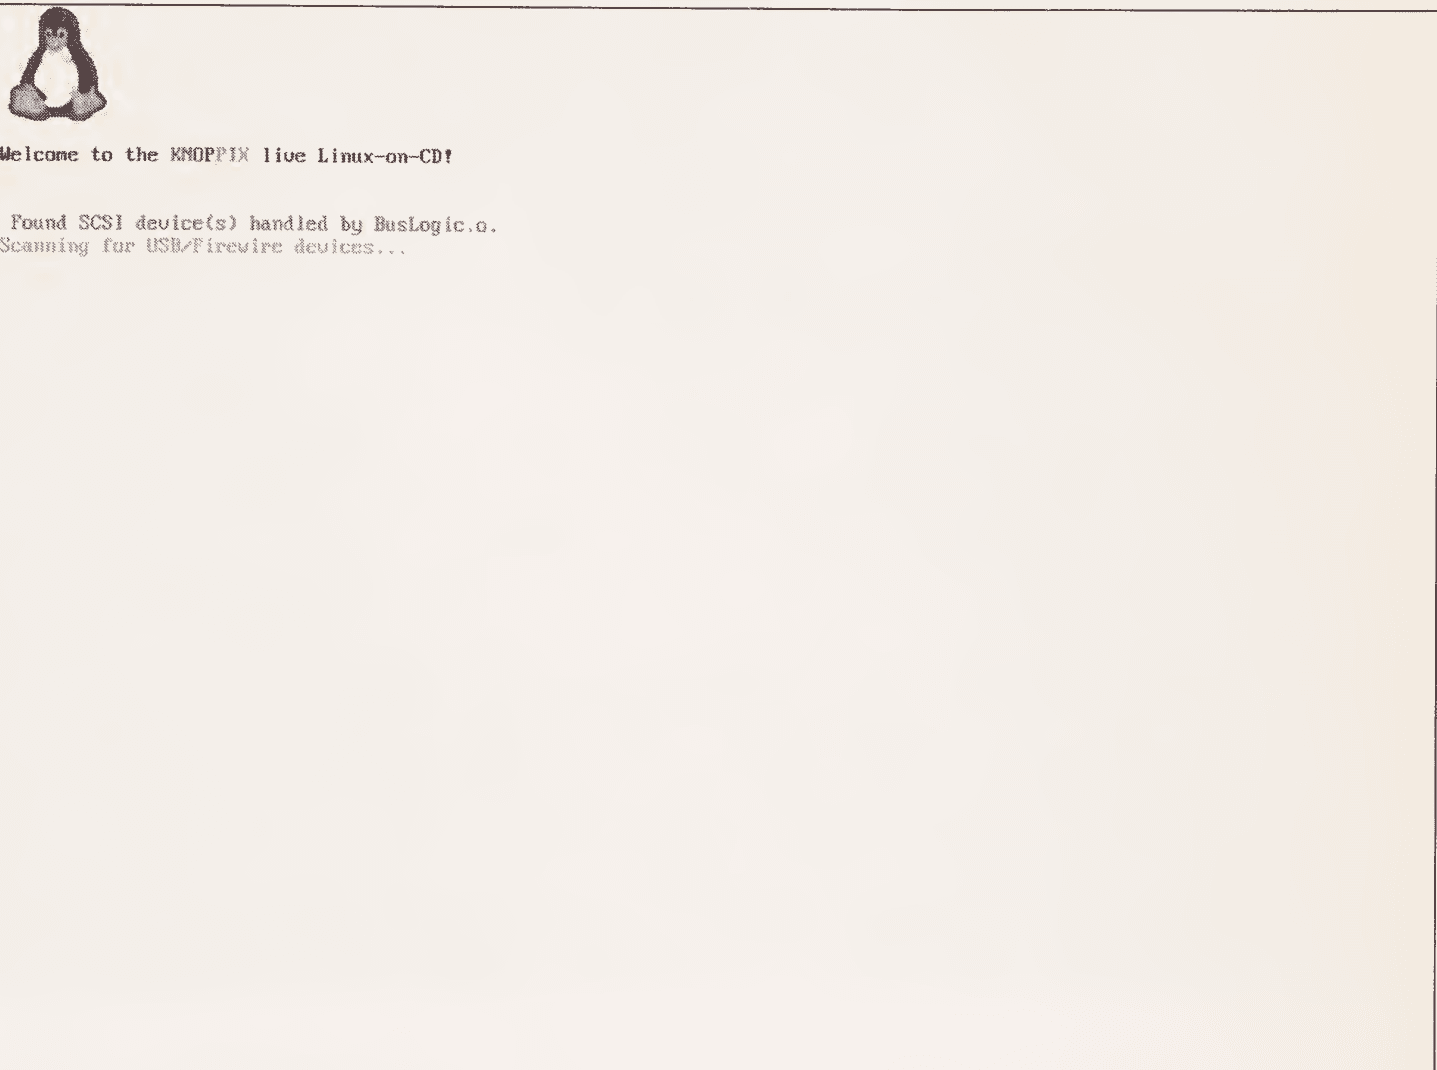 Welcome to the KNOPPIX live Linux-on-CD!
Found SCSI device(s) handled by BusLogic.o.
Scanning for USB/Firewire devices...